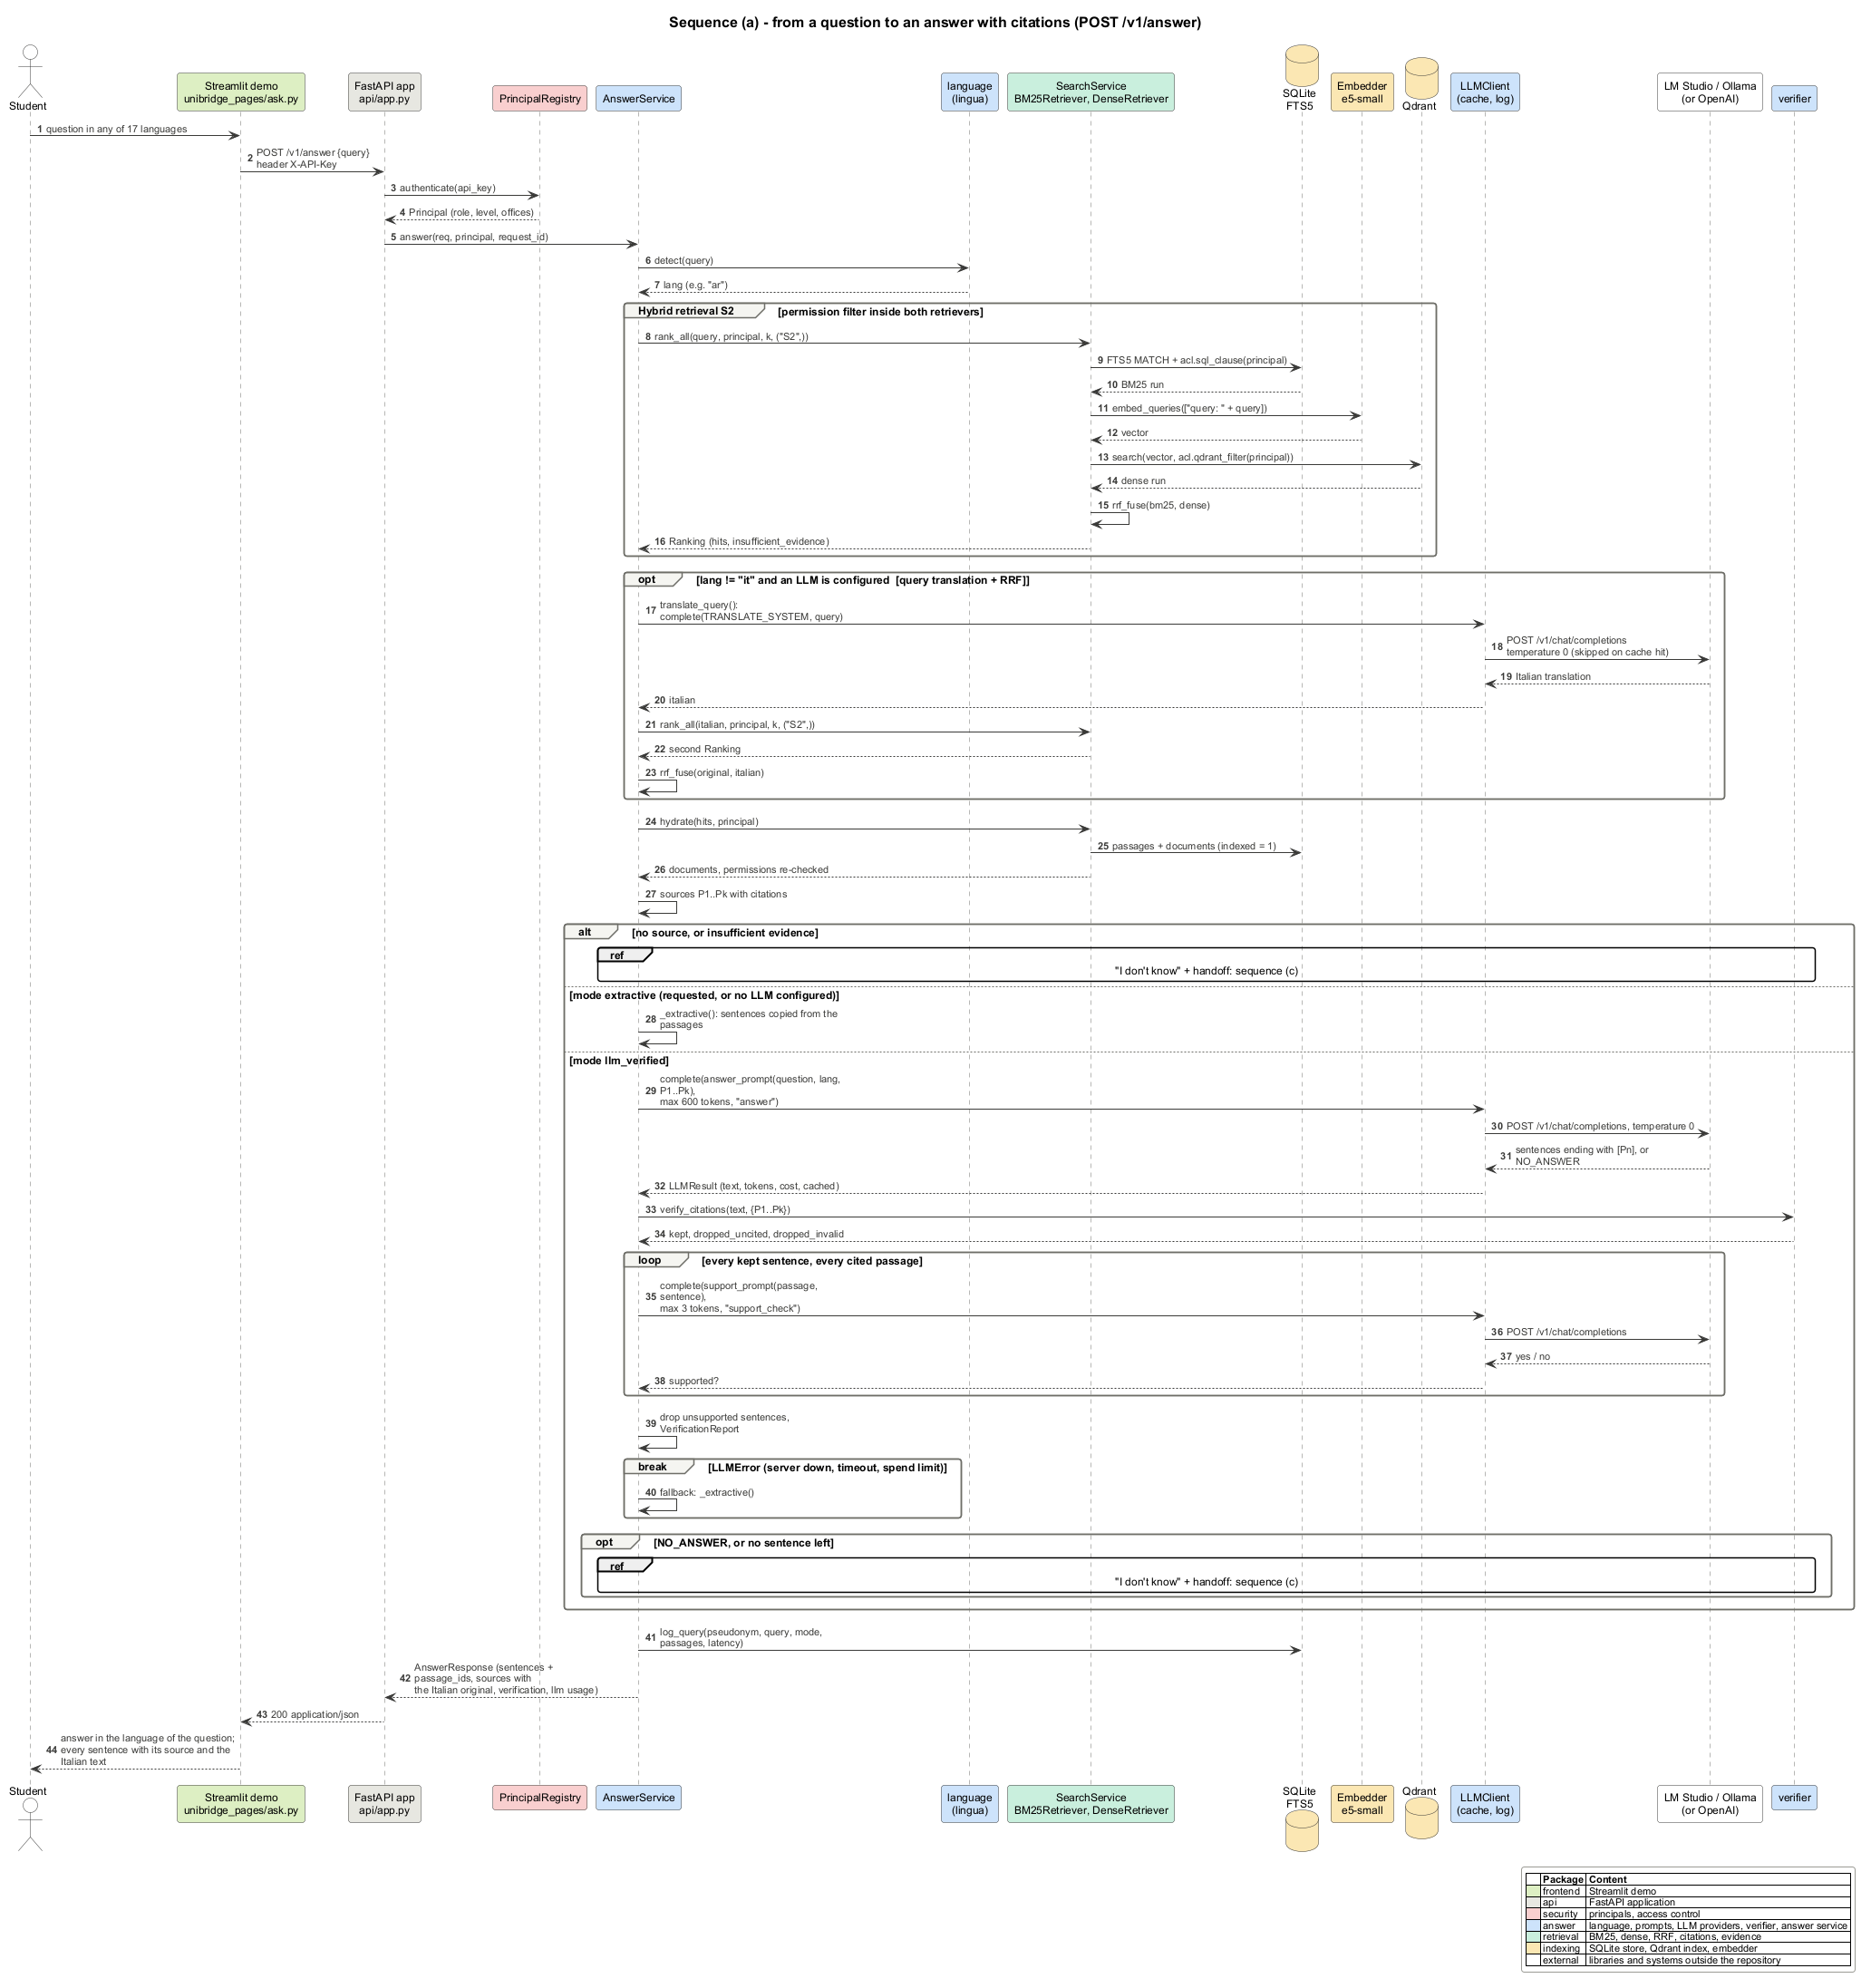 Sequence (a) - from a question to an answer with citations (POST /v1/answer)
Student
Streamlit demo
unibridge_pages/ask.py
FastAPI app
api/app.py
PrincipalRegistry
AnswerService
language
(lingua)
SearchService
BM25Retriever, DenseRetriever
SQLite
FTS5
Embedder
e5-small
Qdrant
LLMClient
(cache, log)
LM Studio / Ollama
(or OpenAI)
verifier
1 question in any of 17 languages
2 POST /v1/answer {query}
header X-API-Key
3 authenticate(api_key)
4 Principal (role, level, offices)
5 answer(req, principal, request_id)
6 detect(query)
7 lang (e.g. "ar")
Hybrid retrieval S2 [permission filter inside both retrievers]
8 rank_all(query, principal, k, ("S2",))
9 FTS5 MATCH + acl.sql_clause(principal)
10 BM25 run
11 embed_queries(["query: " + query])
12 vector
13 search(vector, acl.qdrant_filter(principal))
14 dense run
15 rrf_fuse(bm25, dense)
16 Ranking (hits, insufficient_evidence)
opt [lang != "it" and an LLM is configured [query translation + RRF]]
17 translate_query():
complete(TRANSLATE_SYSTEM, query)
18 POST /v1/chat/completions
temperature 0 (skipped on cache hit)
19 Italian translation
20 italian
21 rank_all(italian, principal, k, ("S2",))
22 second Ranking
23 rrf_fuse(original, italian)
24 hydrate(hits, principal)
25 passages + documents (indexed = 1)
26 documents, permissions re-checked
27 sources P1..Pk with citations
alt [no source, or insufficient evidence]
ref
"I don't know" + handoff: sequence (c)
[mode extractive (requested, or no LLM configured)]
28 _extractive(): sentences copied from the
passages
[mode llm_verified]
29 complete(answer_prompt(question, lang,
P1..Pk),
max 600 tokens, "answer")
30 POST /v1/chat/completions, temperature 0
31 sentences ending with [Pn], or
NO_ANSWER
32 LLMResult (text, tokens, cost, cached)
33 verify_citations(text, {P1..Pk})
34 kept, dropped_uncited, dropped_invalid
loop [every kept sentence, every cited passage]
35 complete(support_prompt(passage,
sentence),
max 3 tokens, "support_check")
36 POST /v1/chat/completions
37 yes / no
38 supported?
39 drop unsupported sentences,
VerificationReport
break [LLMError (server down, timeout, spend limit)]
40 fallback: _extractive()
opt [NO_ANSWER, or no sentence left]
ref
"I don't know" + handoff: sequence (c)
41 log_query(pseudonym, query, mode,
passages, latency)
42 AnswerResponse (sentences +
passage_ids, sources with
the Italian original, verification, llm usage)
43 200 application/json
44 answer in the language of the question;
every sentence with its source and the
Italian text
Student
Streamlit demo
unibridge_pages/ask.py
FastAPI app
api/app.py
PrincipalRegistry
AnswerService
language
(lingua)
SearchService
BM25Retriever, DenseRetriever
SQLite
FTS5
Embedder
e5-small
Qdrant
LLMClient
(cache, log)
LM Studio / Ollama
(or OpenAI)
verifier
Package Content
frontend Streamlit demo
api FastAPI application
security principals, access control
answer language, prompts, LLM providers, verifier, answer service
retrieval BM25, dense, RRF, citations, evidence
indexing SQLite store, Qdrant index, embedder
external libraries and systems outside the repository